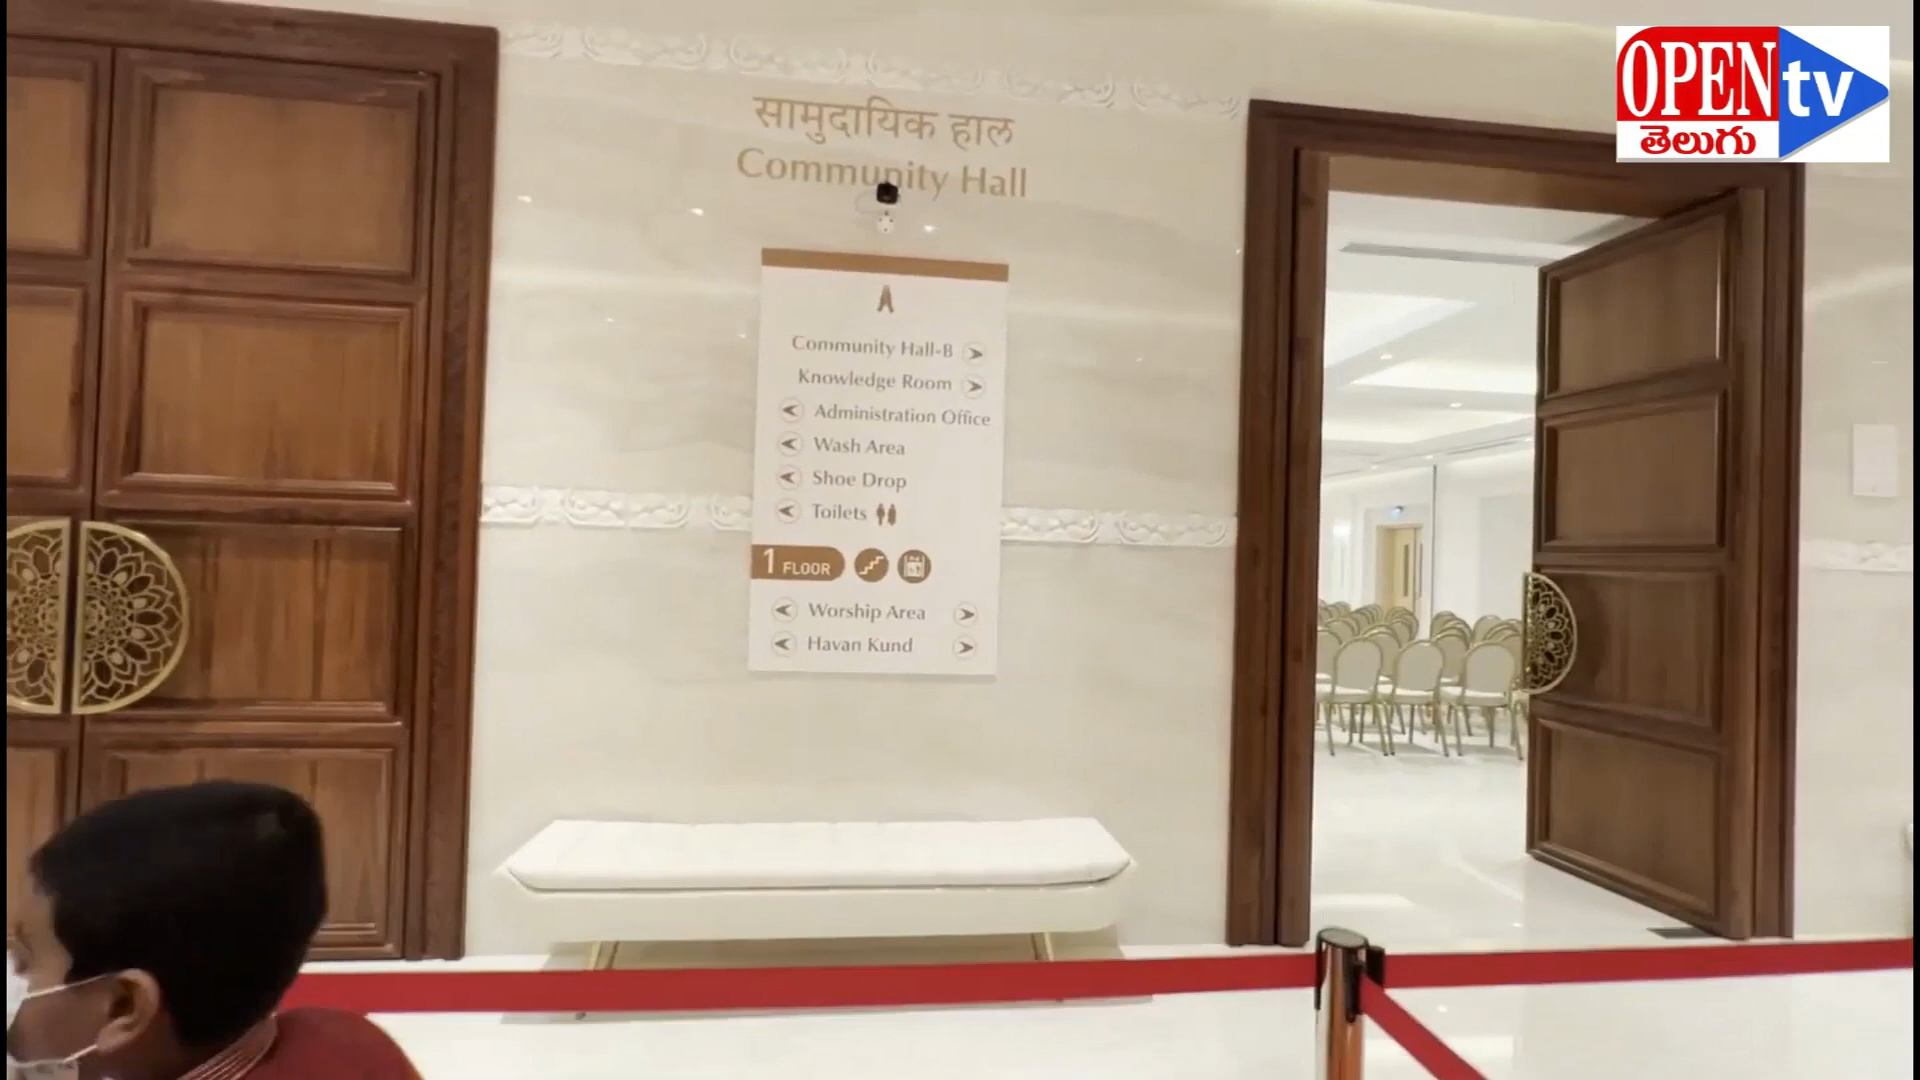 OPEN tv
తెలుగు
सामुदायिक हाल
Community Hall
Community Hall-B
Knowledge Room
Administration Office
Wash Area
Shoe Drop
Toilets
1 FLOOR
Worship Area
Havan Kund